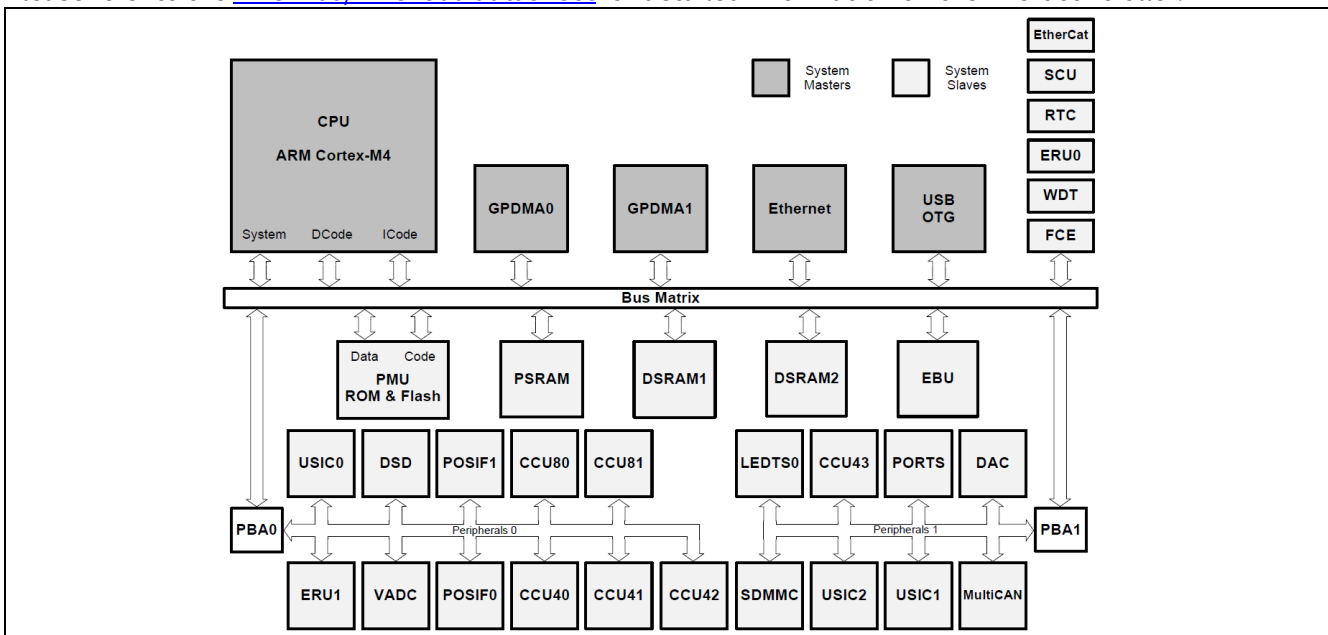 EtherCat
System
Masters
System
Slaves
SCU
CPU
ARM Cortex-M4
RTC
ERU0
GPDMA0
GPDMA1
Ethernet
USB
OTG
WDT
System DCode ICode
FCE
Bus Matrix
Data Code
PMU
ROM & Flash
PSRAM
DSRAM1
DSRAM2
EBU
USIC0 DSD POSIF1 CCU80 CCU81 LEDTS0 CCU43 PORTS DAC
PBA0 Peripherals 0 Peripherals 1 PBA1
ERU1 VADC POSIF0 CCU40 CCU41 CCU42 SDMMC USIC2 USIC1 MultiCAN